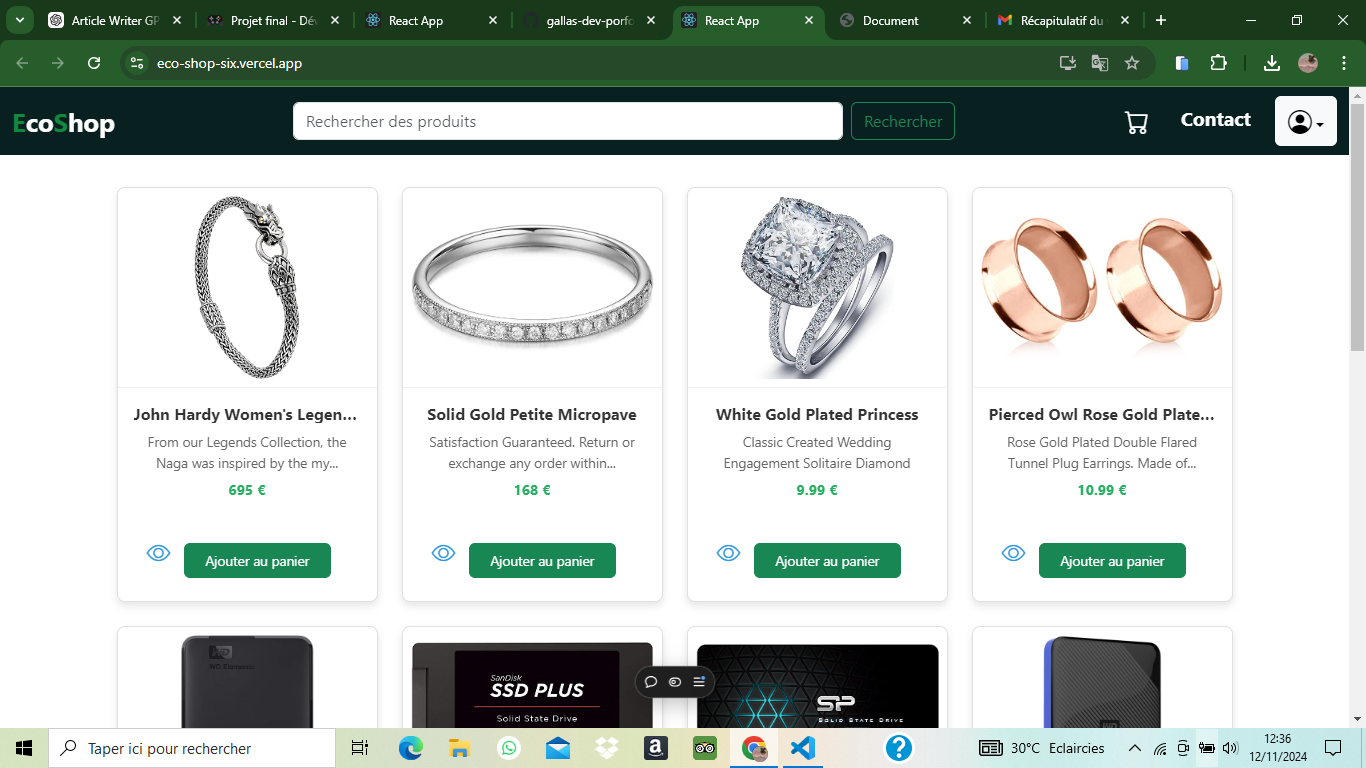 Article Writer GP
Projet final - Dév
React App
gallas-dev-porfo
React App
Document
Récapitulatif du
eco-shop-six.vercel.app
EcoShop
Rechercher des produits
Rechercher
Contact
John Hardy Women's Legen...
From our Legends Collection, the
Naga was inspired by the my...
695 €
Ajouter au panier
Solid Gold Petite Micropave
Satisfaction Guaranteed. Return or
exchange any order within...
168 €
Ajouter au panier
White Gold Plated Princess
Classic Created Wedding
Engagement Solitaire Diamond
9.99 €
Ajouter au panier
Pierced Owl Rose Gold Plate...
Rose Gold Plated Double Flared
Tunnel Plug Earrings. Made of...
10.99 €
Ajouter au panier
WD Elements
SanDisk
SSD PLUS
Solid State Drive
SP
SOLID STATE DRIVE
WD
Taper ici pour rechercher
30°C Eclaircies
12:36
12/11/2024